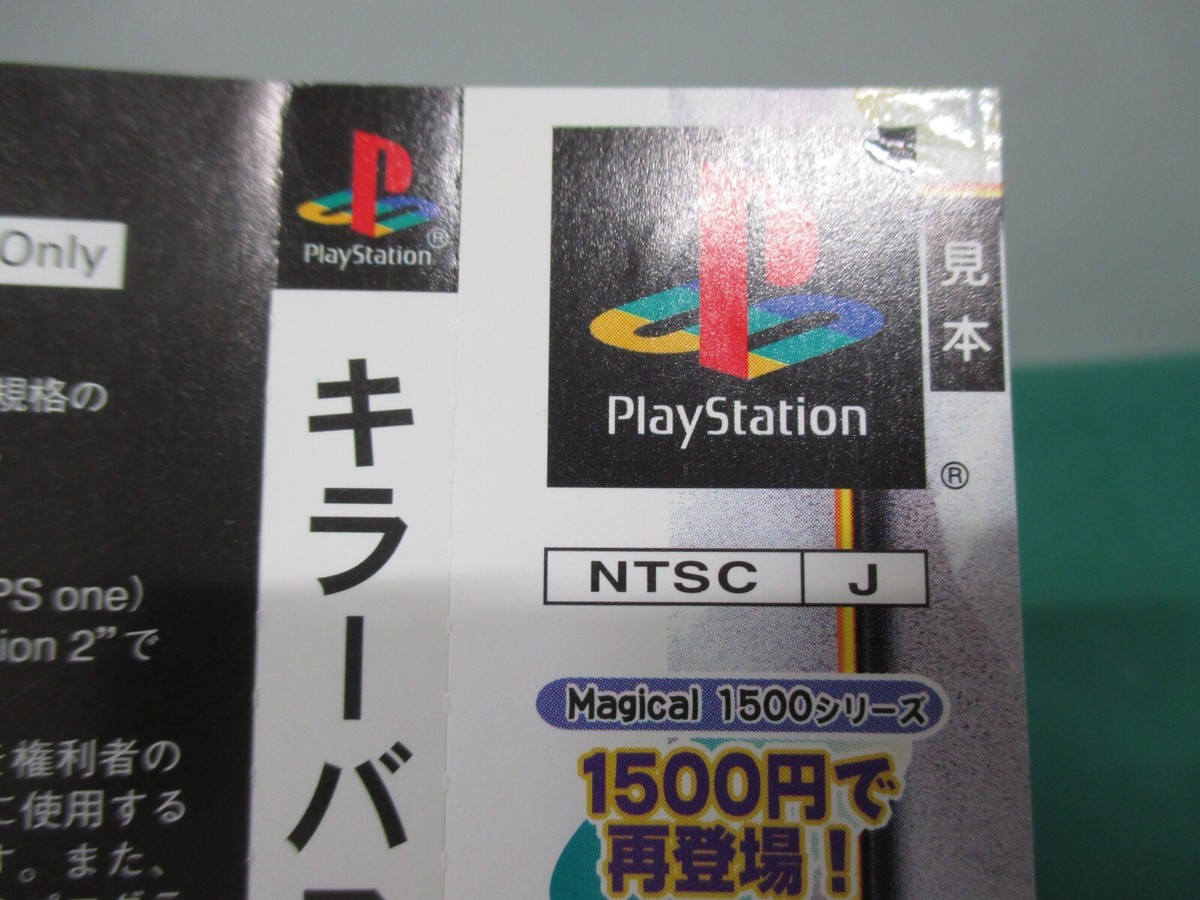 Only
規格の
PS one)
ion 2”で
権利者の
に使用する
す。また、
PlayStation®
キラーバ
PlayStation
®
見本
NTSC J
Magical 1500シリーズ
1500円で
再登場！